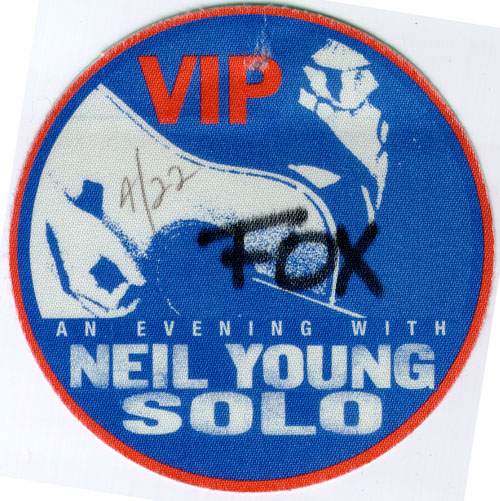 VIP
4/22
FOX
AN EVENING WITH
NEIL YOUNG
SOLO